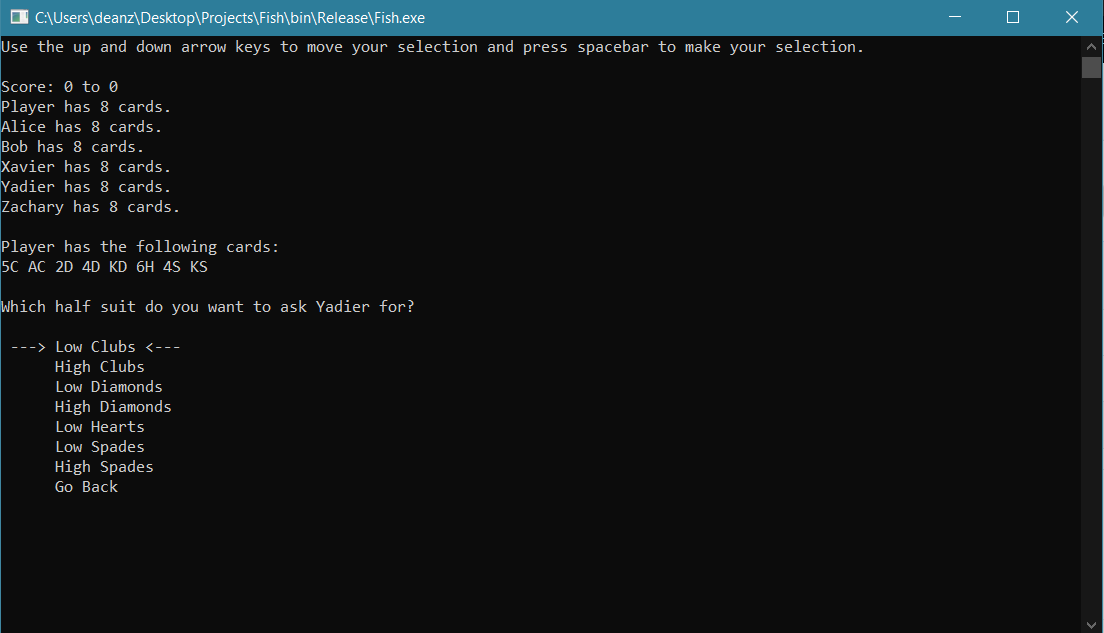 C:\Users\deanz\Desktop\Projects\Fish\bin\Release\Fish.exe
Use the up and down arrow keys to move your selection and press spacebar to make your selection.
Score: 0 to 0
Player has 8 cards.
Alice has 8 cards.
Bob has 8 cards.
Xavier has 8 cards.
Yadier has 8 cards.
Zachary has 8 cards.
Player has the following cards:
5C AC 2D 4D KD 6H 4S KS
Which half suit do you want to ask Yadier for?
---> Low Clubs <---
High Clubs
Low Diamonds
High Diamonds
Low Hearts
Low Spades
High Spades
Go Back